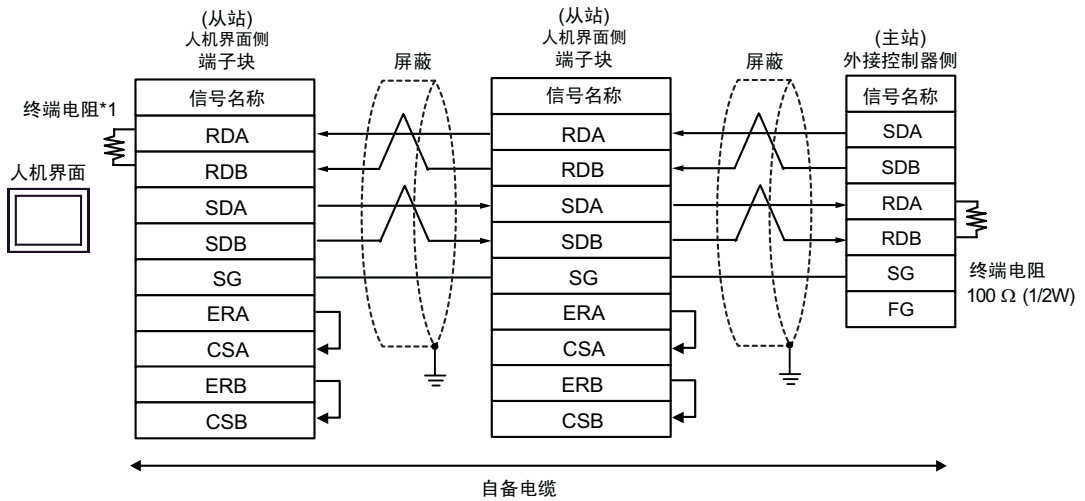 (从站)
人机界面侧
端子块
(从站)
人机界面侧
端子块
(主站)
外接控制器侧
屏蔽
屏蔽
终端电阻*1
人机界面
信号名称
RDA
RDB
SDA
SDB
SG
ERA
CSA
ERB
CSB
信号名称
RDA
RDB
SDA
SDB
SG
ERA
CSA
ERB
CSB
信号名称
SDA
SDB
RDA
RDB
SG
FG
终端电阻
100 Ω (1/2W)
自备电缆